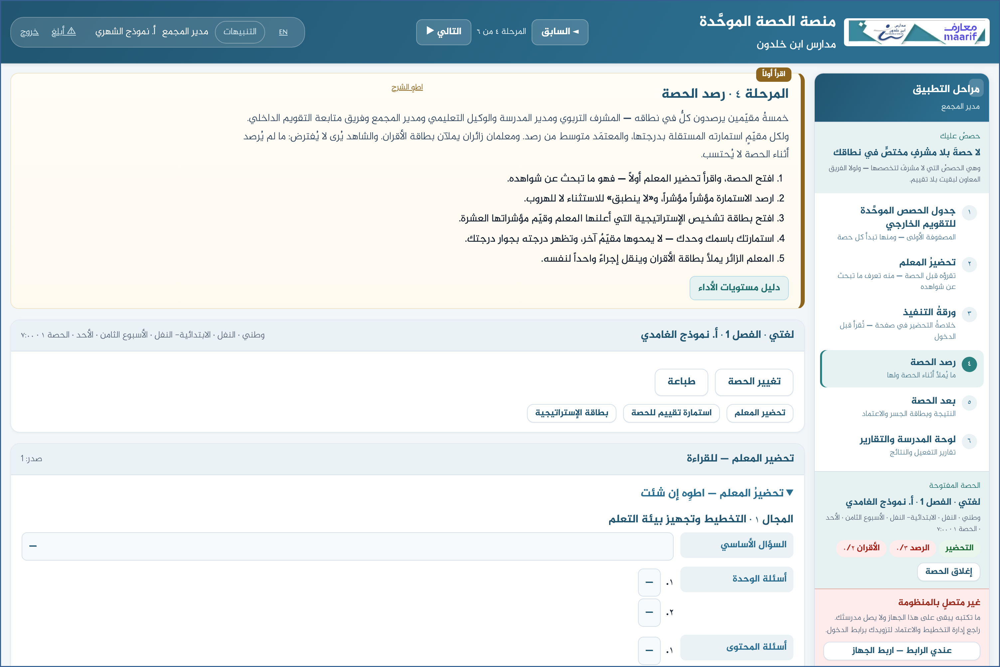 معارف
maarif
مدارس
ابن خلدون
Ibn Khaldun Schools
منصة الحصة الموحَّدة
مدارس ابن خلدون
◄ السابق
المرحلة ٤ من ٦
التالي ►
EN
التنبيهات
مدير المجمع
أ. نموذج الشهري
⚠ أبلغ
خروج
مراحل التطبيق
مدير المجمع
حصصٌ عليك
لا حصةَ بلا مشرفٍ مختصٍّ في نطاقك
وهي الحصصُ التي لا مشرفَ لتخصصها — ولولا الفريق
المعاون لبقيت بلا تقييم.
١
جدول الحصص الموحَّدة
للتقويم الخارجي
المصفوفة الأولى — ومنها تبدأ كل حصة
٢
تحضيرُ المعلم
تقرؤه قبل الحصة — منه تعرف ما تبحث
عن شواهده
٣
ورقةُ التنفيذ
خلاصةُ التحضير في صفحة — تُقرأ قبل
الدخول
٤
رصد الحصة
ما يُملأ أثناء الحصة ولها
٥
بعد الحصة
النتيجة وبطاقة الجسر والاعتماد
٦
لوحة المدرسة والتقارير
تقارير التفعيل والنتائج
الحصة المفتوحة
لغتي · الفصل 1 · أ. نموذج الغامدي
وطني · النفل · الابتدائية- النفل · الأسبوع الثامن · الأحد
· الحصة ١ · ٧:٠٠
التحضير
الرصد ٠/٣
الأقران ٠/٢
إغلاق الحصة
غير متصلٍ بالمنظومة
ما تكتبه يبقى على هذا الجهاز ولا يصل مدرستَك.
راجع إدارة التخطيط والاعتماد لتزويدك برابط الدخول.
عندي الرابط — اربط الجهاز
اقرأ أولاً
المرحلة ٤ · رصد الحصة
اطوِ الشرح
خمسةُ مقيّمين يرصدون كلٌّ في نطاقه — المشرف التربوي ومدير المدرسة والوكيل التعليمي ومدير المجمع وفريق متابعة التقويم الداخلي.
ولكل مقيّمٍ استمارته المستقلة بدرجتها، والمعتمَد متوسط من رصد. ومعلمان زائران يملآن بطاقة الأقران. والشاهد يُرى لا يُفترض: ما لم يُرصد
أثناء الحصة لا يُحتسب.
1. افتح الحصة، واقرأ تحضير المعلم أولاً — فهو ما تبحث عن شواهده.
2. ارصد الاستمارة مؤشراً مؤشراً، و«لا ينطبق» للاستثناء لا للهروب.
3. افتح بطاقة تشخيص الإستراتيجية التي أعلنها المعلم وقيّم مؤشراتها العشرة.
4. استمارتك باسمك وحدك — لا يمحوها مقيّمٌ آخر، وتظهر درجته بجوار درجتك.
5. المعلم الزائر يملأ بطاقة الأقران وينقل إجراءً واحداً لنفسه.
دليل مستويات الأداء
لغتي · الفصل 1 · أ. نموذج الغامدي
وطني · النفل · الابتدائية- النفل · الأسبوع الثامن · الأحد · الحصة ١ · ٧:٠٠
تغيير الحصة
طباعة
تحضير المعلم
استمارة تقييم للحصة
بطاقة الإستراتيجية
تحضير المعلم — للقراءة
صدر: 1
▼ تحضيرُ المعلم — اطوِه إن شئت
المجال ١ · التخطيط وتجهيز بيئة التعلم
السؤال الأساسي
—
أسئلة الوحدة
١. —
٢. —
أسئلة المحتوى
١. —